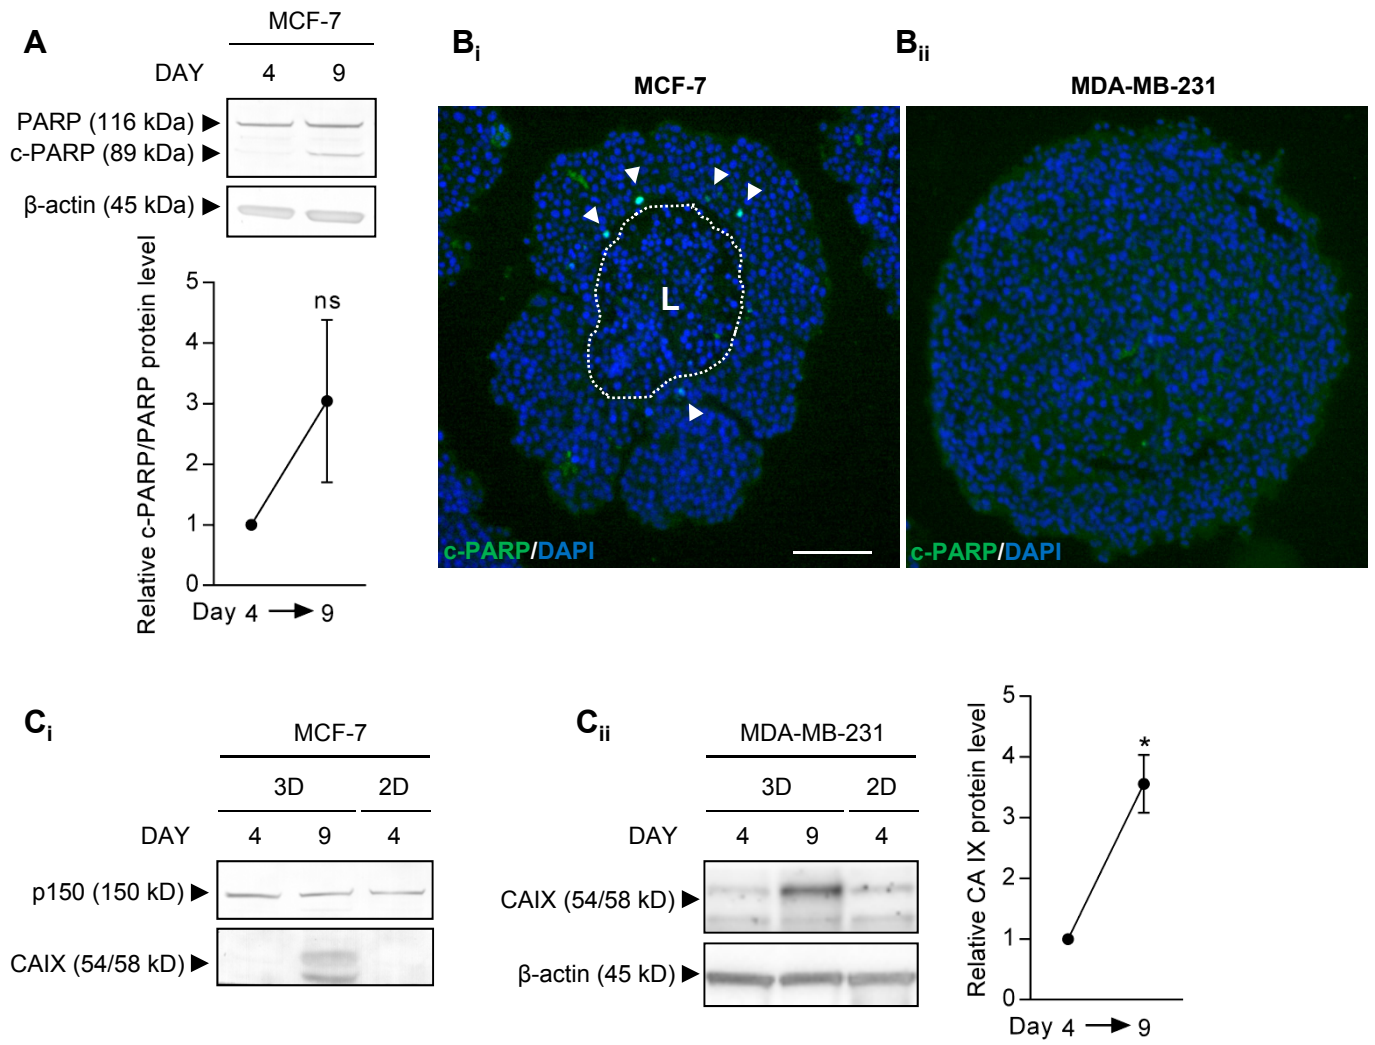 A
MCF-7
DAY 4 9
PARP (116 kDa)
c-PARP (89 kDa)
β-actin (45 kDa)
Relative c-PARP/PARP protein level
5
4
3
2
1
0
ns
Day 4 9
Bi
MCF-7
L
c-PARP/DAPI
Bii
MDA-MB-231
c-PARP/DAPI
Ci
MCF-7
3D 2D
DAY 4 9 4
p150 (150 kD)
CAIX (54/58 kD)
Cii
MDA-MB-231
3D 2D
DAY 4 9 4
CAIX (54/58 kD)
β-actin (45 kD)
Relative CA IX protein level
5
4
3
2
1
0
*
Day 4 9